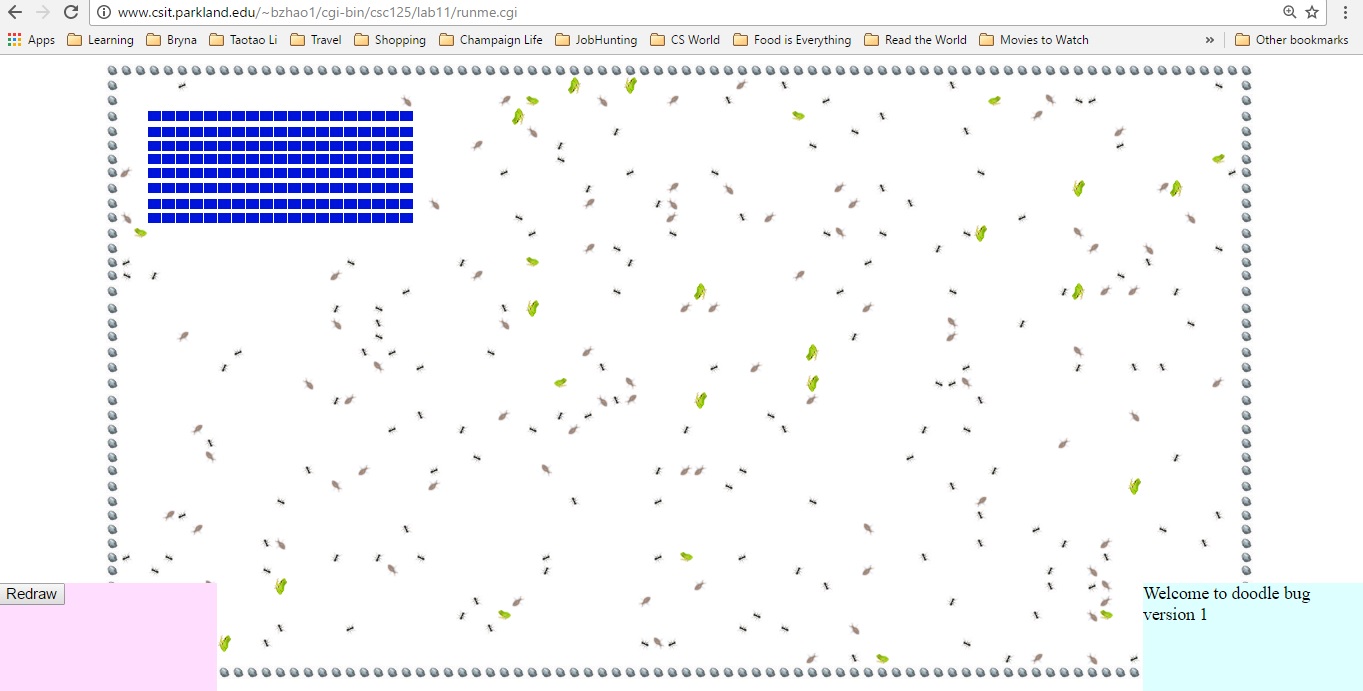 www.csit.parkland.edu/~bzhao1/cgi-bin/csc125/lab11/runme.cgi
Apps Learning Bryna Taotao Li Travel Shopping Champaign Life JobHunting CS World Food is Everything Read the World Movies to Watch » Other bookmarks
Redraw
Welcome to doodle bug
version 1